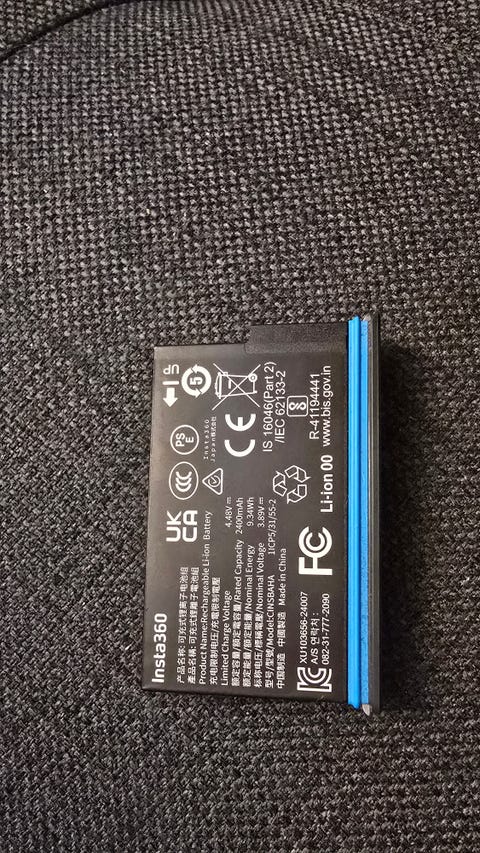 Insta360
产品名称: 可充式锂离子电池组
產品名稱: 可充式鋰離子電池組
Product Name:Rechargeable Li-ion Battery
充电限制电压/充電限制電壓
Limited Charge Voltage 4.48V
额定容量/額定電容量/Rated Capacity 2400mAh
额定能量/額定能量/Nominal Energy 9.34Wh
标称电压/標稱電壓/Nominal Voltage 3.89V
型号/型號/Model:CINSBAHA 1ICP5/31/55-2
中国制造 中國製造 Made in China
XU103656-24007
A/S 연락처:
082-31-777-2090
UK
CA
CCC
PS
E
Insta360
Japan株式会社
5
CE
FC
IS 16046(Part 2)
/IEC 62133-2
R-41194441
www.bis.gov.in
Li-ion 00